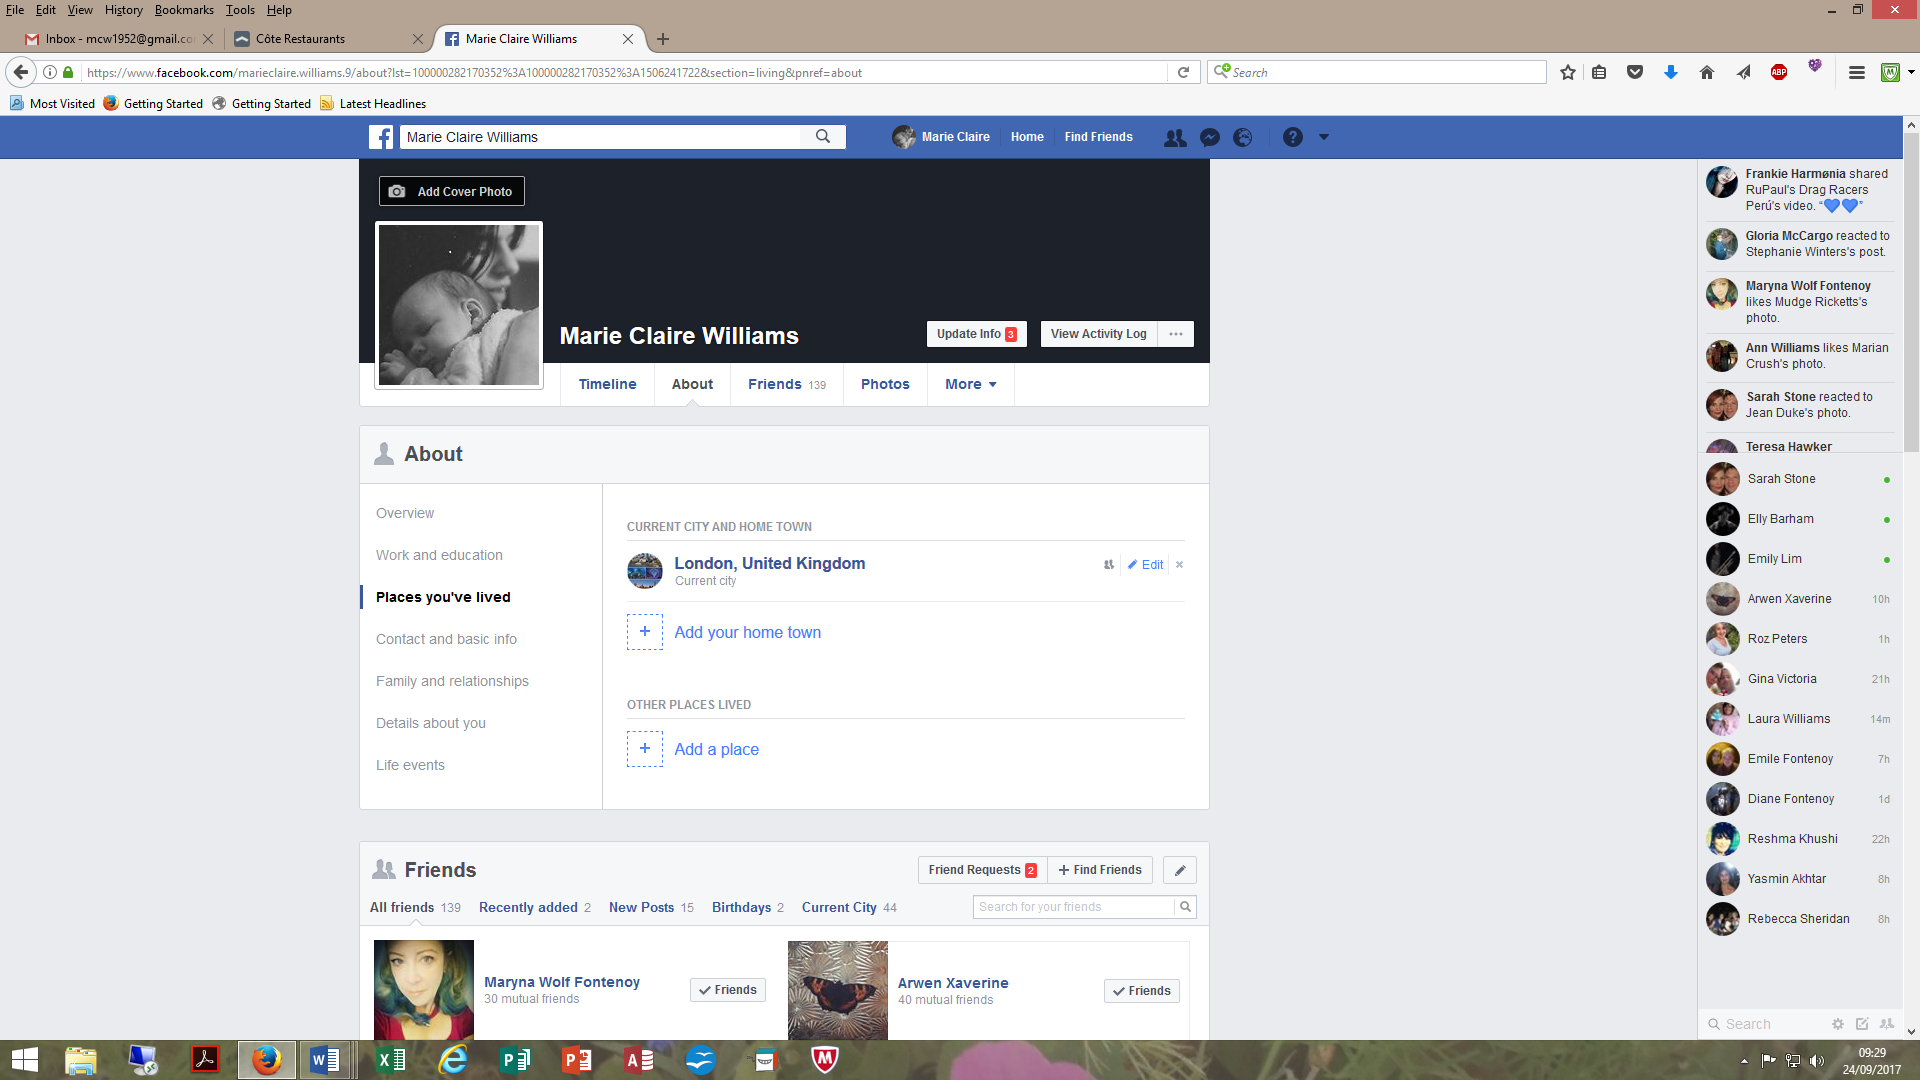 File Edit View History Bookmarks Tools Help
Inbox - mcw1952@gmail.co
Côte Restaurants
Marie Claire Williams
https://www.facebook.com/marieclaire.williams.9/about?lst=100000282170352%3A100000282170352%3A1506241722&section=living&pnref=about
Search
ABP
Most Visited Getting Started Getting Started Latest Headlines
Marie Claire Williams
Marie Claire Home Find Friends
Add Cover Photo
Marie Claire Williams
Update Info 3
View Activity Log
Timeline About Friends 139 Photos More
About
Overview
Work and education
Places you've lived
Contact and basic info
Family and relationships
Details about you
Life events
CURRENT CITY AND HOME TOWN
London, United Kingdom
Current city
Edit
Add your home town
OTHER PLACES LIVED
Add a place
Friends
Friend Requests 2
Find Friends
All friends 139 Recently added 2 New Posts 15 Birthdays 2 Current City 44
Search for your friends
Maryna Wolf Fontenoy
30 mutual friends
Friends
Arwen Xaverine
40 mutual friends
Friends
Frankie Harmønia shared
RuPaul's Drag Racers
Perú's video. “💙💙”
Gloria McCargo reacted to
Stephanie Winters's post.
Maryna Wolf Fontenoy
likes Mudge Ricketts's
photo.
Ann Williams likes Marian
Crush's photo.
Sarah Stone reacted to
Jean Duke's photo.
Teresa Hawker
Sarah Stone
Elly Barham
Emily Lim
Arwen Xaverine 10h
Roz Peters 1h
Gina Victoria 21h
Laura Williams 14m
Emile Fontenoy 7h
Diane Fontenoy 1d
Reshma Khushi 22h
Yasmin Akhtar 8h
Rebecca Sheridan 8h
Search
09:29
24/09/2017